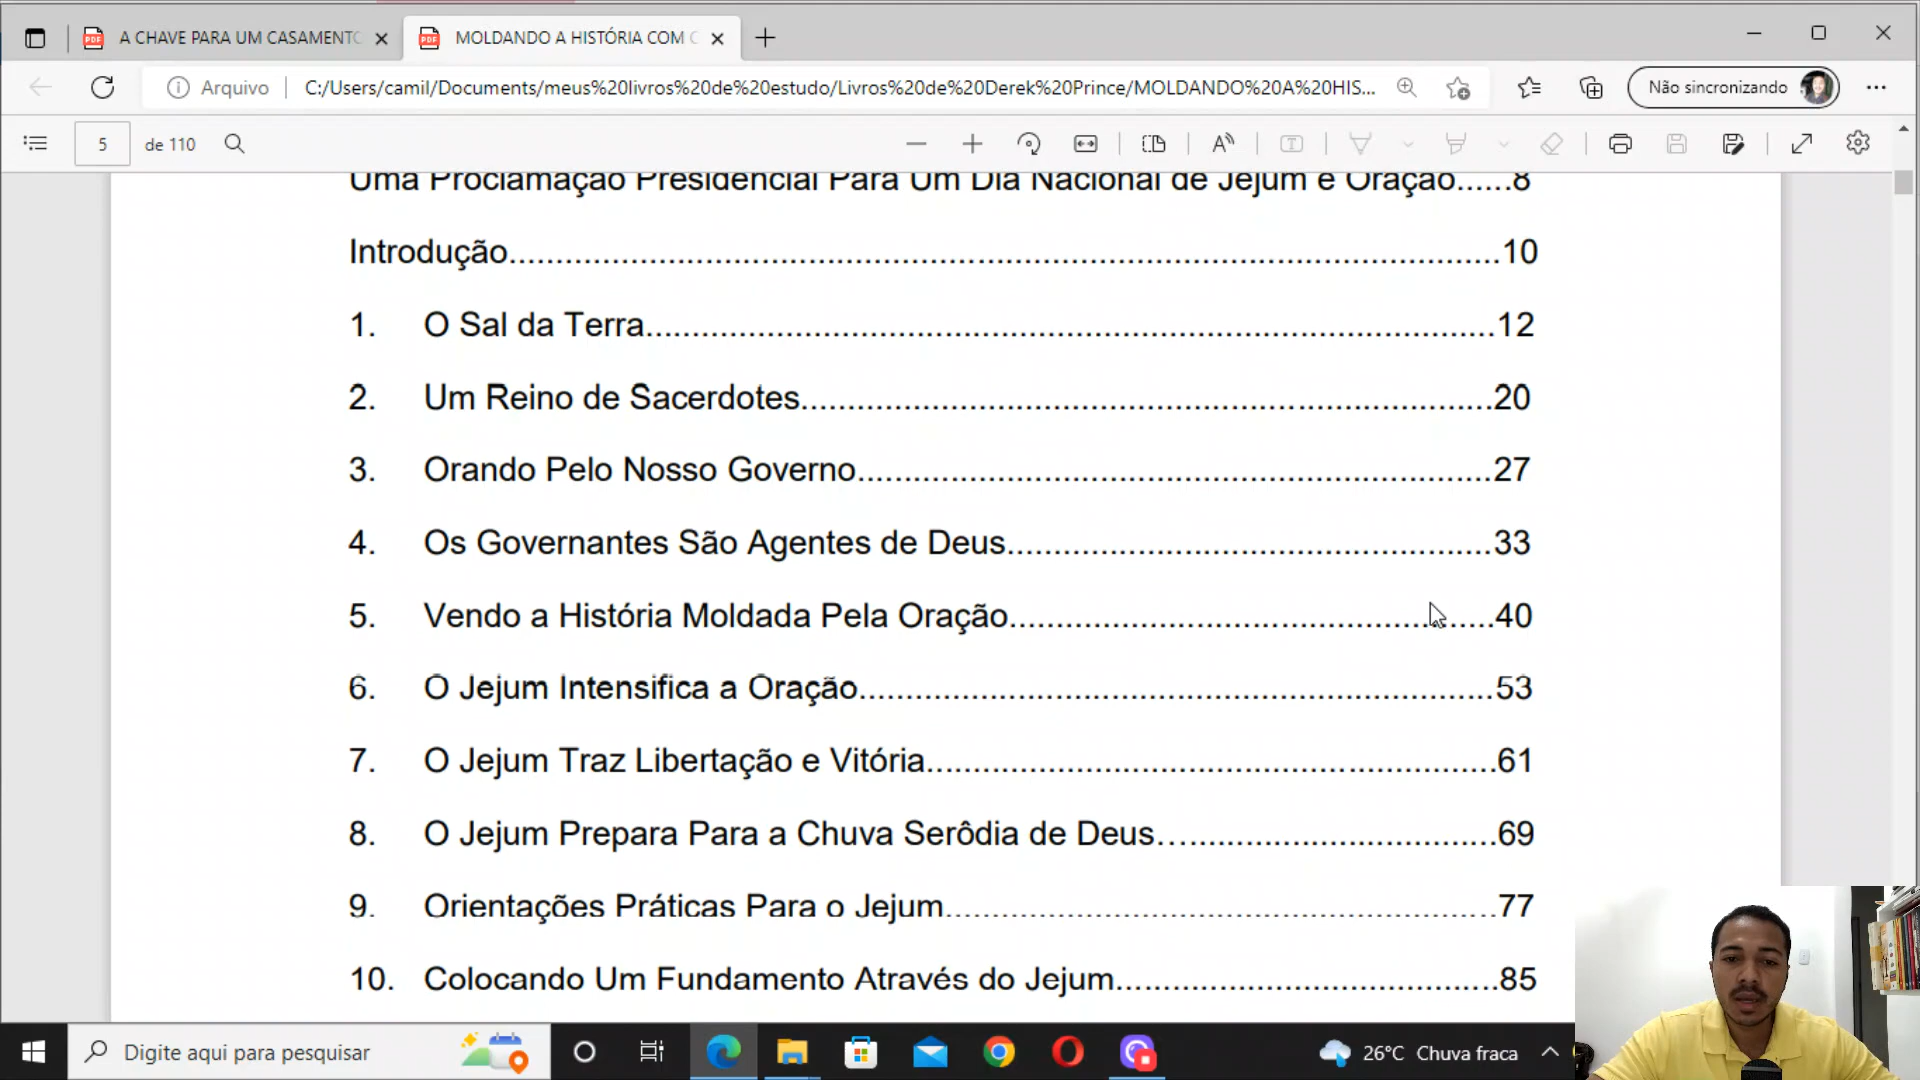 A CHAVE PARA UM CASAMENTO
MOLDANDO A HISTÓRIA COM
Arquivo
C:/Users/camil/Documents/meus%20livros%20de%20estudo/Livros%20de%20Derek%20Prince/MOLDANDO%20A%20HIS...
Não sincronizando
5 de 110
Uma Proclamação Presidencial Para Um Dia Nacional de Jejum e Oração......8
Introdução..........10
1. O Sal da Terra..........12
2. Um Reino de Sacerdotes..........20
3. Orando Pelo Nosso Governo..........27
4. Os Governantes São Agentes de Deus..........33
5. Vendo a História Moldada Pela Oração..........40
6. O Jejum Intensifica a Oração..........53
7. O Jejum Traz Libertação e Vitória..........61
8. O Jejum Prepara Para a Chuva Serôdia de Deus..........69
9. Orientações Práticas Para o Jejum..........77
10. Colocando Um Fundamento Através do Jejum..........85
Digite aqui para pesquisar
26°C Chuva fraca